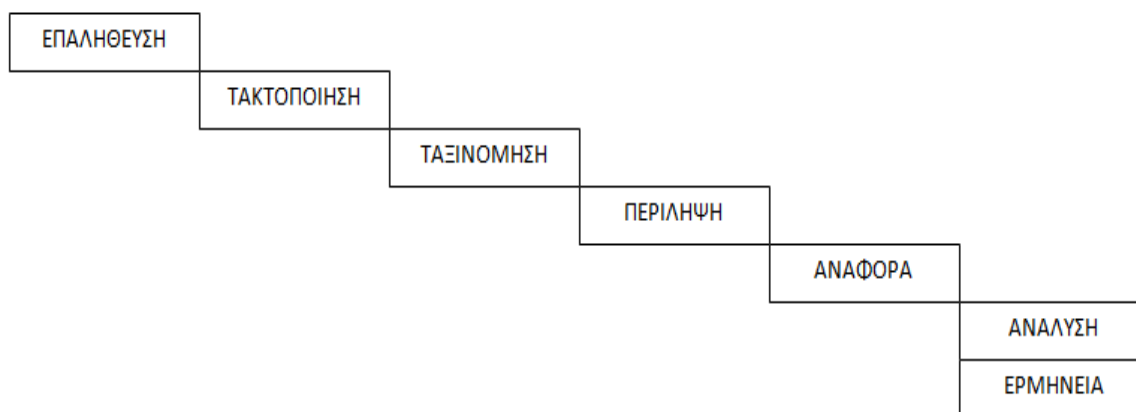 ΕΠΑΛΗΘΕΥΣΗ
ΤΑΚΤΟΠΟΙΗΣΗ
ΤΑΞΙΝΟΜΗΣΗ
ΠΕΡΙΛΗΨΗ
ΑΝΑΦΟΡΑ
ΑΝΑΛΥΣΗ
ΕΡΜΗΝΕΙΑ